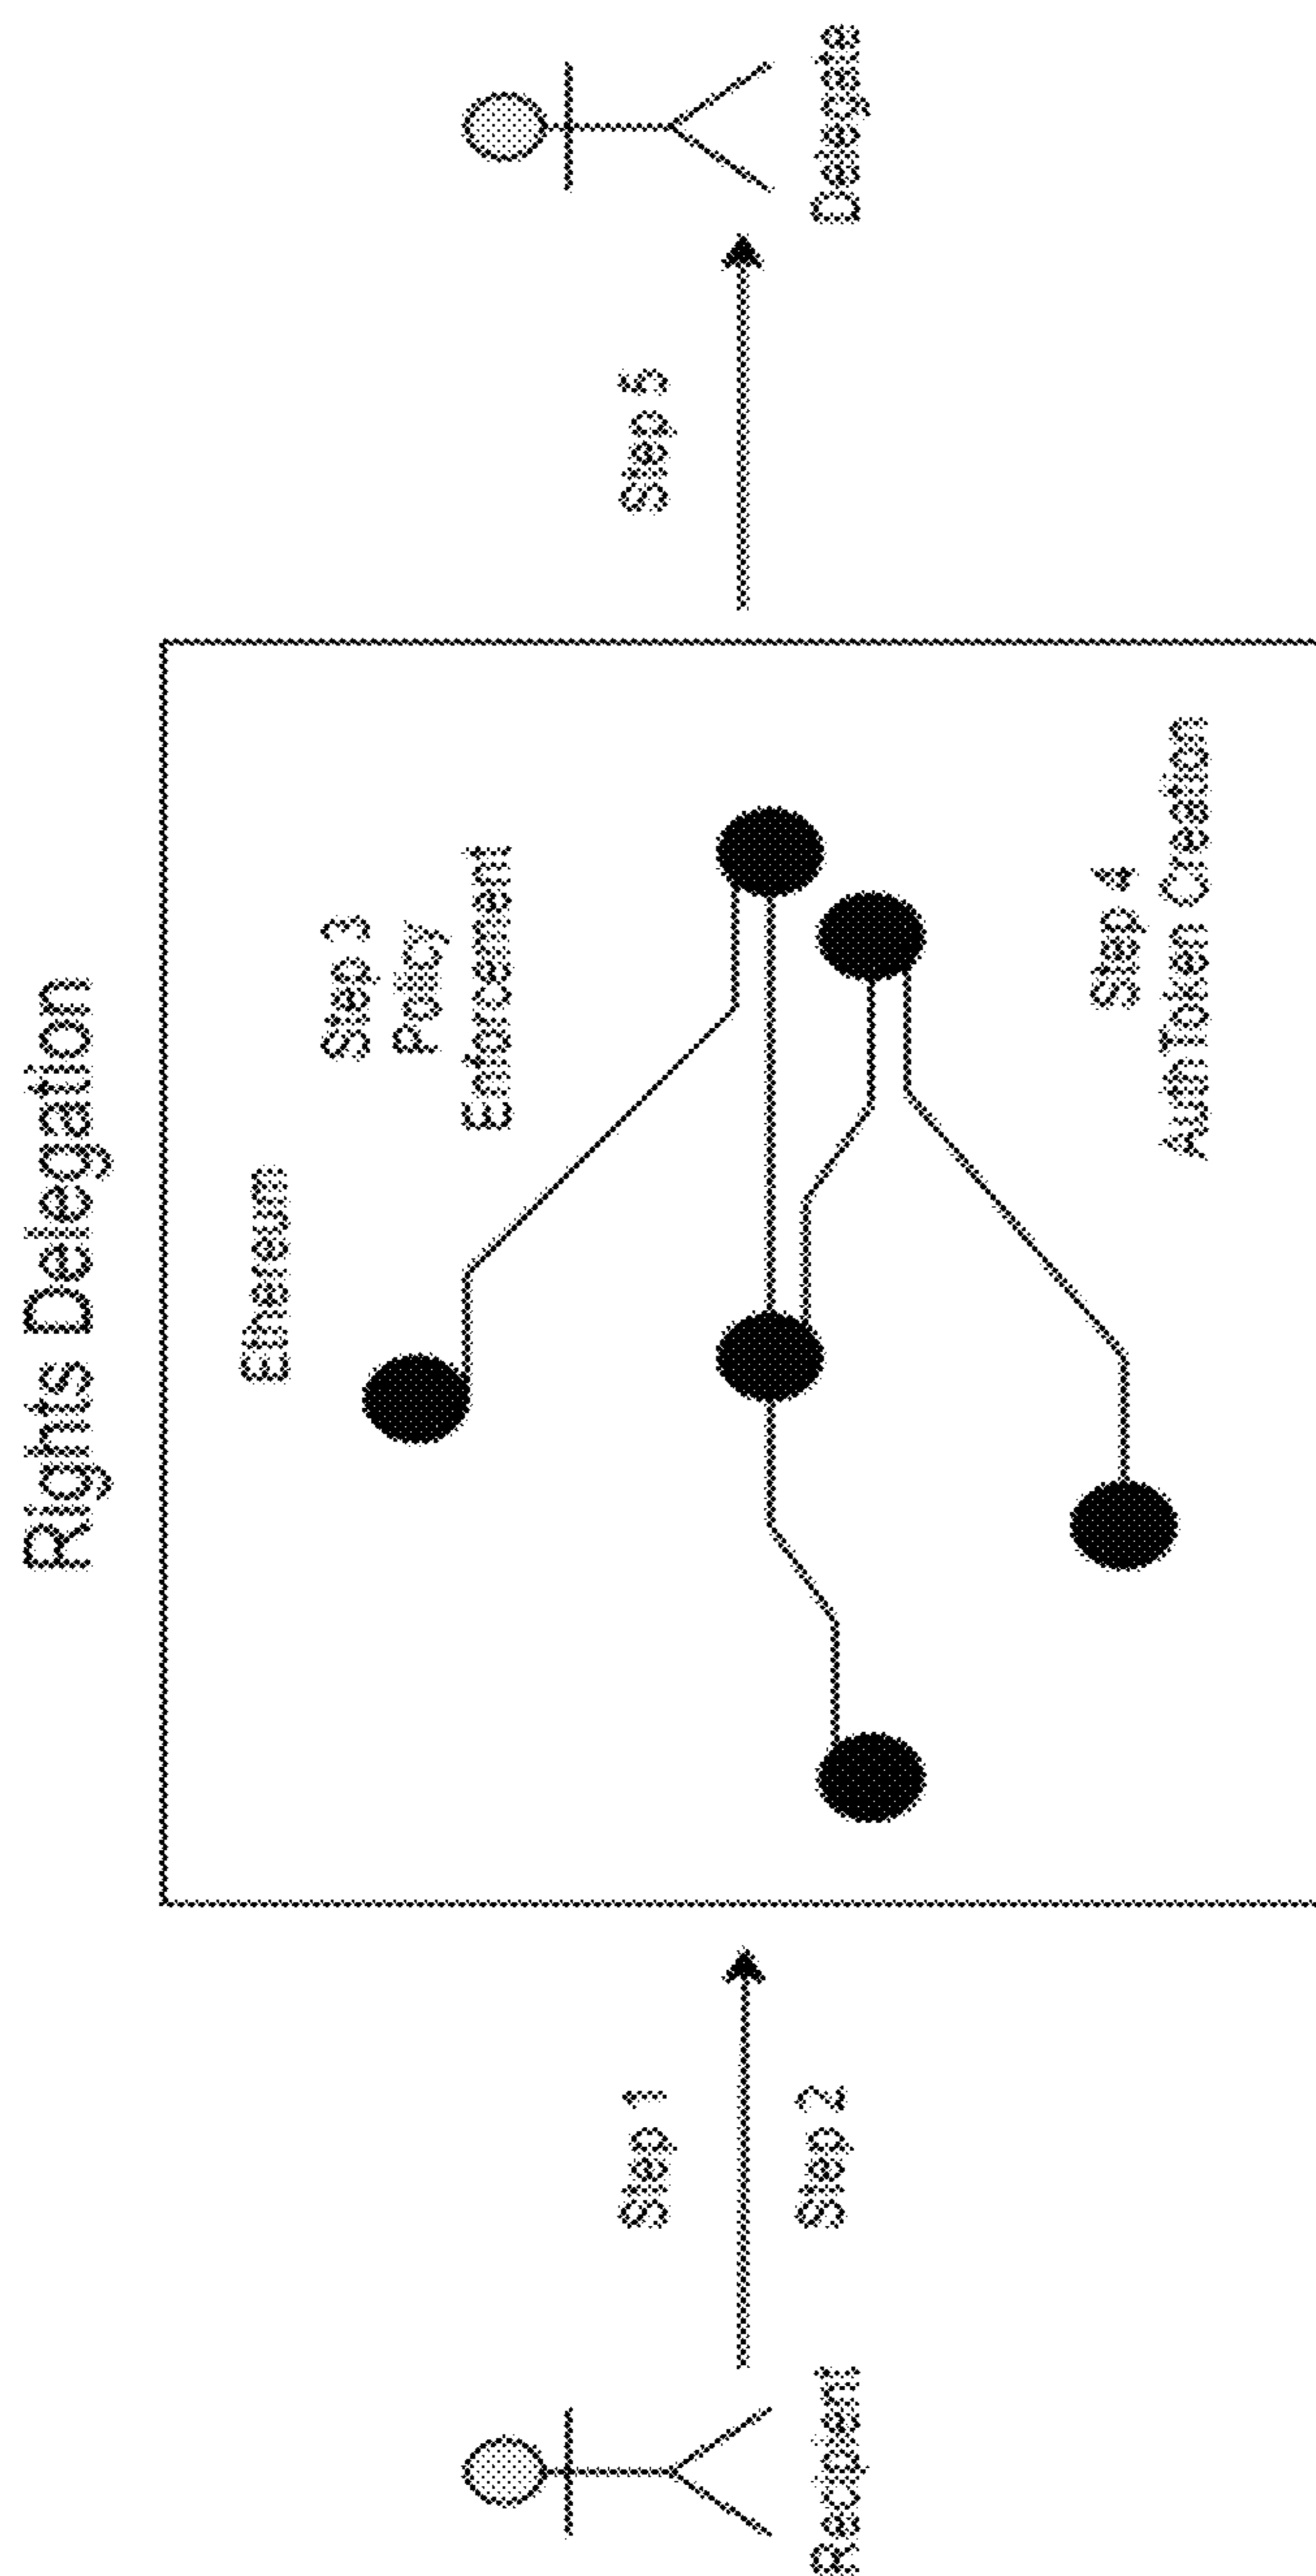 Rights Delegation
Ethereum
Step 3
Policy
Enforcement
Step 1
Step 2
Step 5
Recipient
Delegate
Step 4
Auth Token Creation